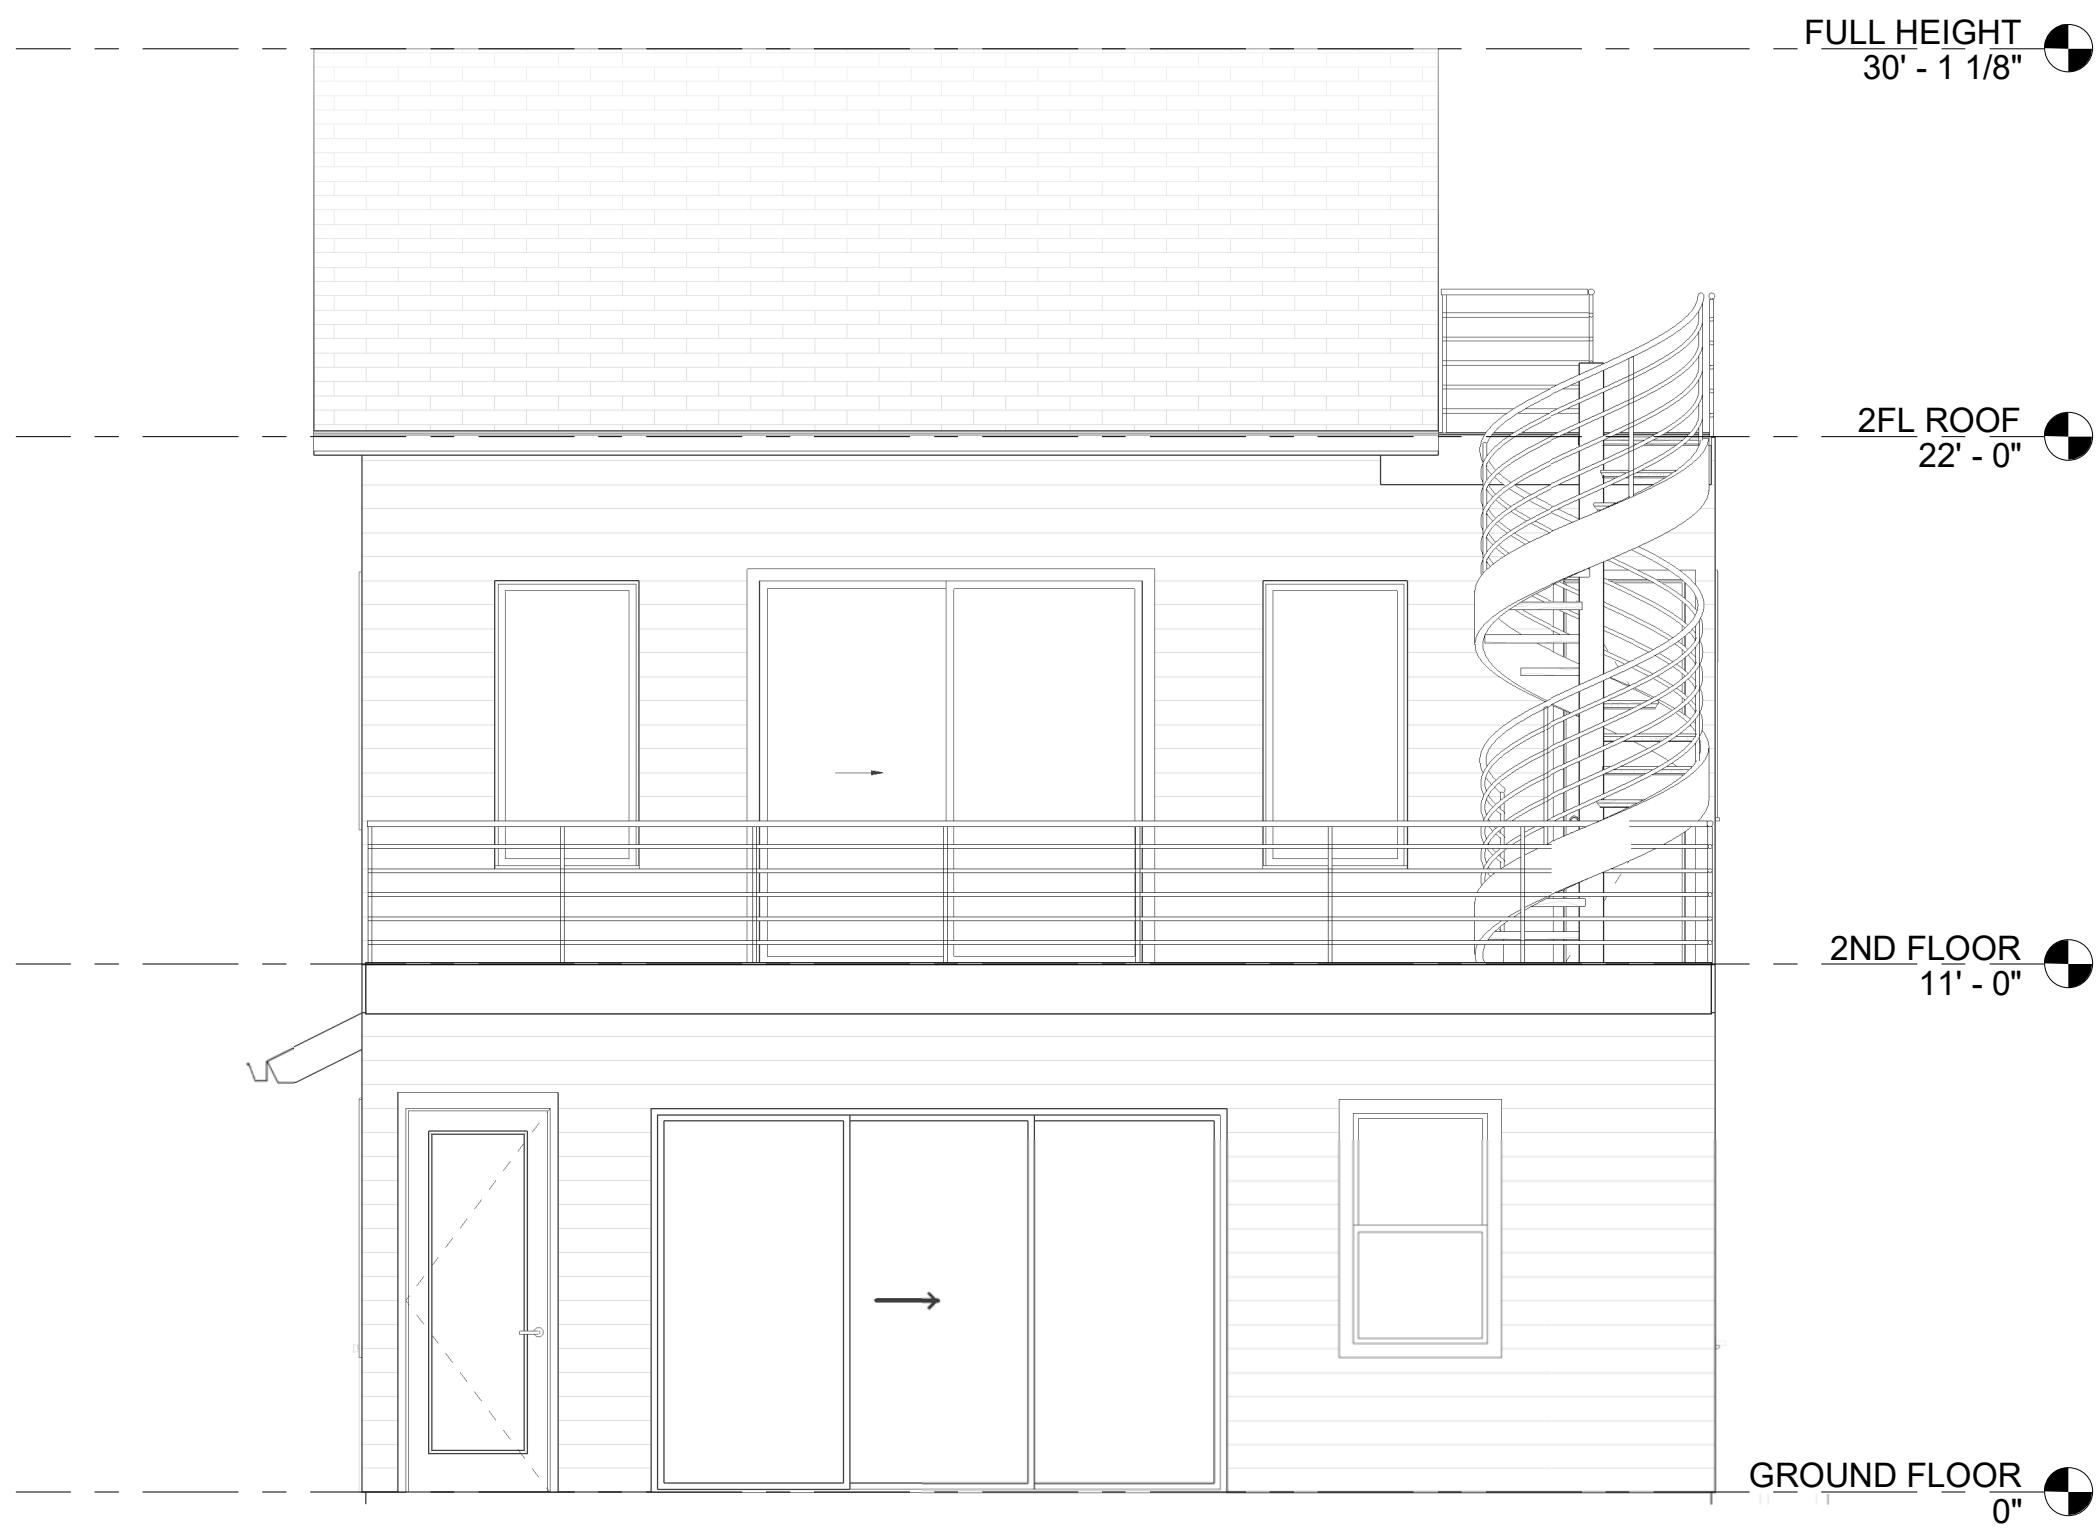 FULL HEIGHT
30' - 1 1/8"
2FL ROOF
22' - 0"
2ND FLOOR
11' - 0"
GROUND FLOOR
0"